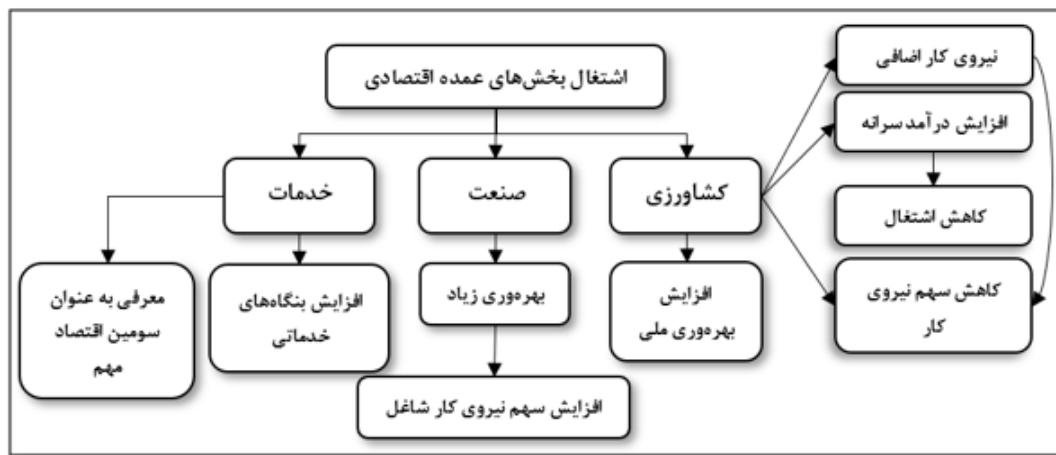 اشتغال بخش‌های عمده اقتصادی
نیروی کار اضافی
افزایش درآمد سرانه
کاهش اشتغال
کاهش سهم نیروی
کار
کشاورزی
صنعت
خدمات
افزایش
بهره‌وری ملی
بهره‌وری زیاد
افزایش سهم نیروی کار شاغل
افزایش بنگاه‌های
خدماتی
معرفی به عنوان
سومین اقتصاد
مهم